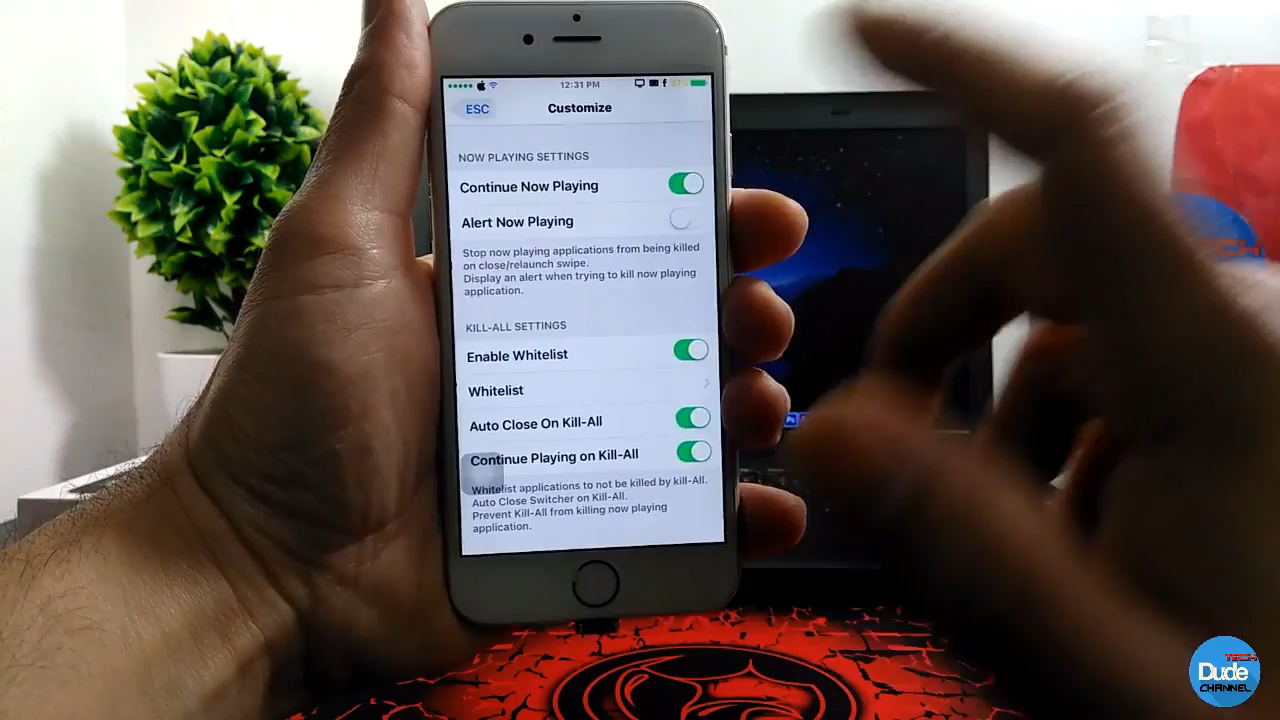 12:31 PM
ESC
Customize
NOW PLAYING SETTINGS
Continue Now Playing
Alert Now Playing
Stop now playing applications from being killed
on close/relaunch swipe.
Display an alert when trying to kill now playing
application.
KILL-ALL SETTINGS
Enable Whitelist
Whitelist
Auto Close On Kill-All
Continue Playing on Kill-All
Whitelist applications to not be killed by kill-All.
Auto Close Switcher on Kill-All.
Prevent Kill-All from killing now playing
application.
TECH
Dude
CHANNEL